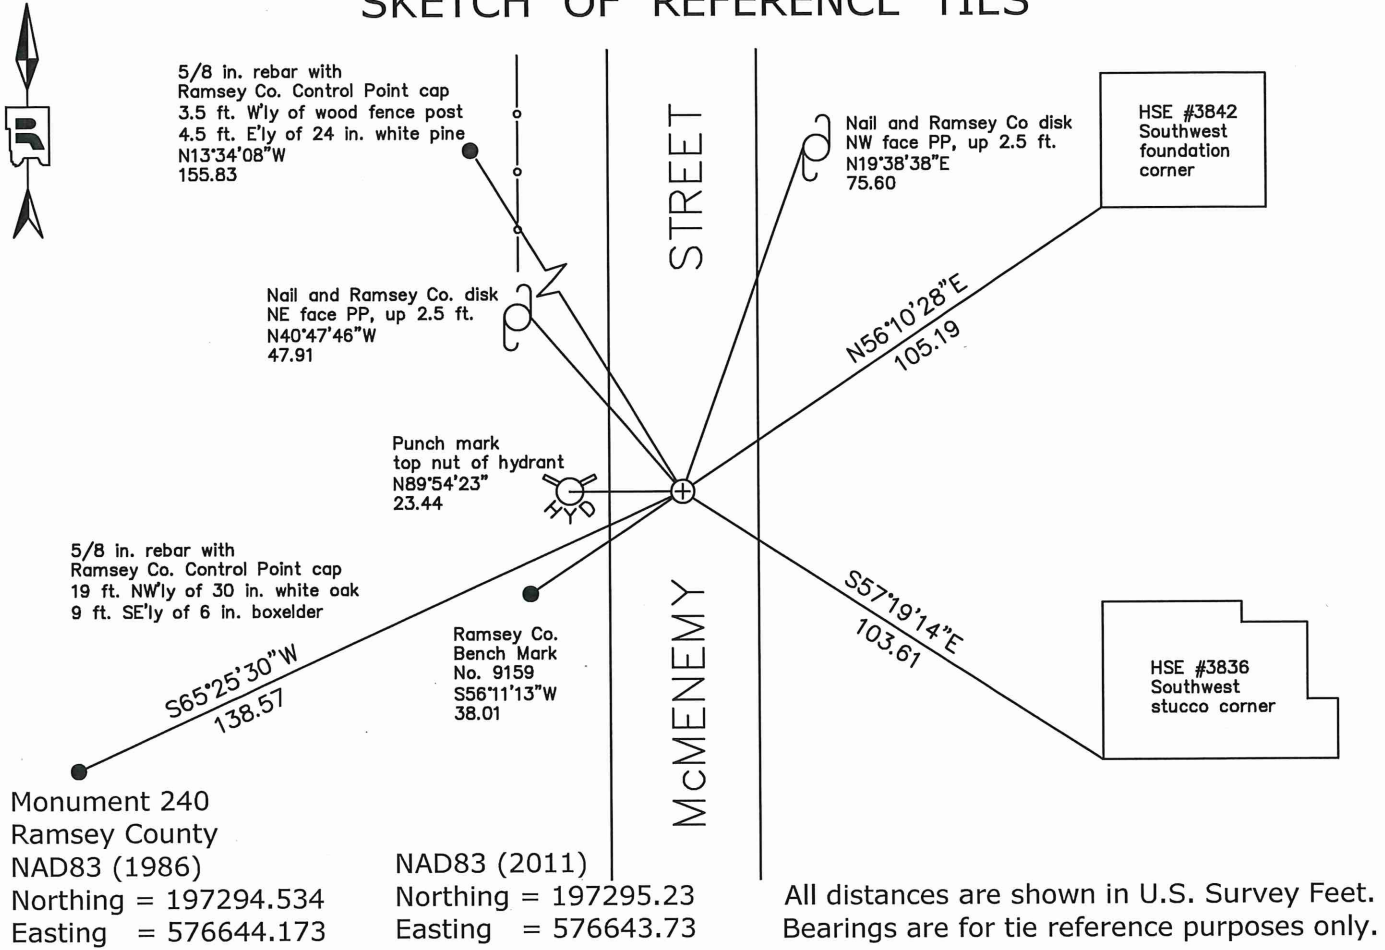 SKETCH OF REFERENCE TIES
5/8 in. rebar with
Ramsey Co. Control Point cap
3.5 ft. W'ly of wood fence post
4.5 ft. E'ly of 24 in. white pine
N13°34'08"W
155.83
R
STREET
Nail and Ramsey Co disk
NW face PP, up 2.5 ft.
N19°38'38"E
75.60
HSE #3842
Southwest
foundation
corner
Nail and Ramsey Co. disk
NE face PP, up 2.5 ft.
N40°47'46"W
47.91
N56°10'28"E
105.19
Punch mark
top nut of hydrant
N89°54'23"
23.44
HYD
5/8 in. rebar with
Ramsey Co. Control Point cap
19 ft. NW'ly of 30 in. white oak
9 ft. SE'ly of 6 in. boxelder
S65°25'30"W
138.57
Ramsey Co.
Bench Mark
No. 9159
S56°11'13"W
38.01
McMENEMY
S57°19'14"E
103.61
HSE #3836
Southwest
stucco corner
Monument 240
Ramsey County
NAD83 (1986)
Northing = 197294.534
Easting = 576644.173
NAD83 (2011)
Northing = 197295.23
Easting = 576643.73
All distances are shown in U.S. Survey Feet.
Bearings are for tie reference purposes only.